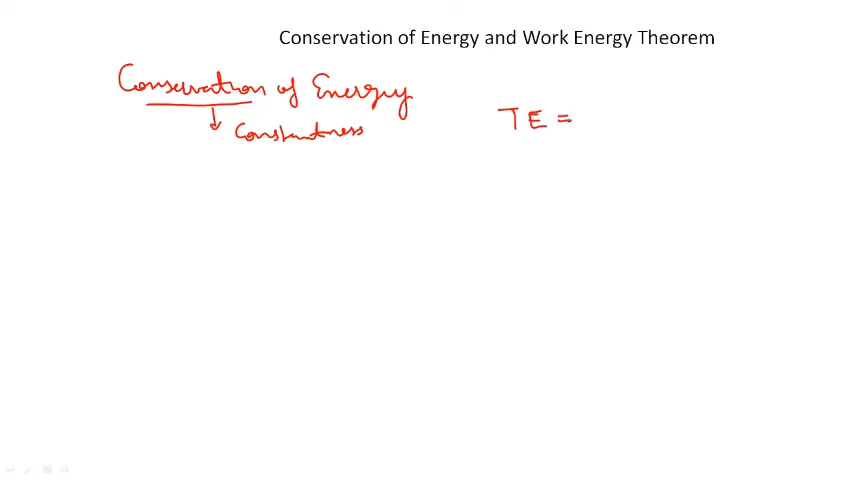 Conservation of Energy and Work Energy Theorem
Conservation of Energy
↓ Constantness
TE =